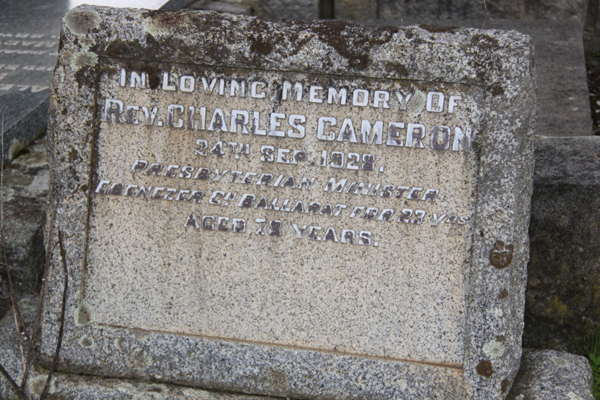 IN LOVING MEMORY OF
REV. CHARLES CAMERON
24TH SEP. 1929.
PRESBYTERIAN MINISTER.
EBENEZER CH BALLARAT FOR 23 YRS
AGED 75 YEARS.